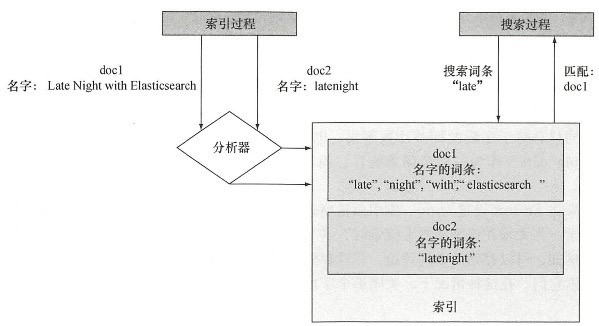 索引过程
搜索过程
doc1
名字： Late Night with Elasticsearch
doc2
名字：latenight
搜索词条
“late”
匹配：
doc1
分析器
doc1
名字的词条：
“late”, “night”, “with”,“ elasticsearch ”
doc2
名字的词条:
“latenight”
索引